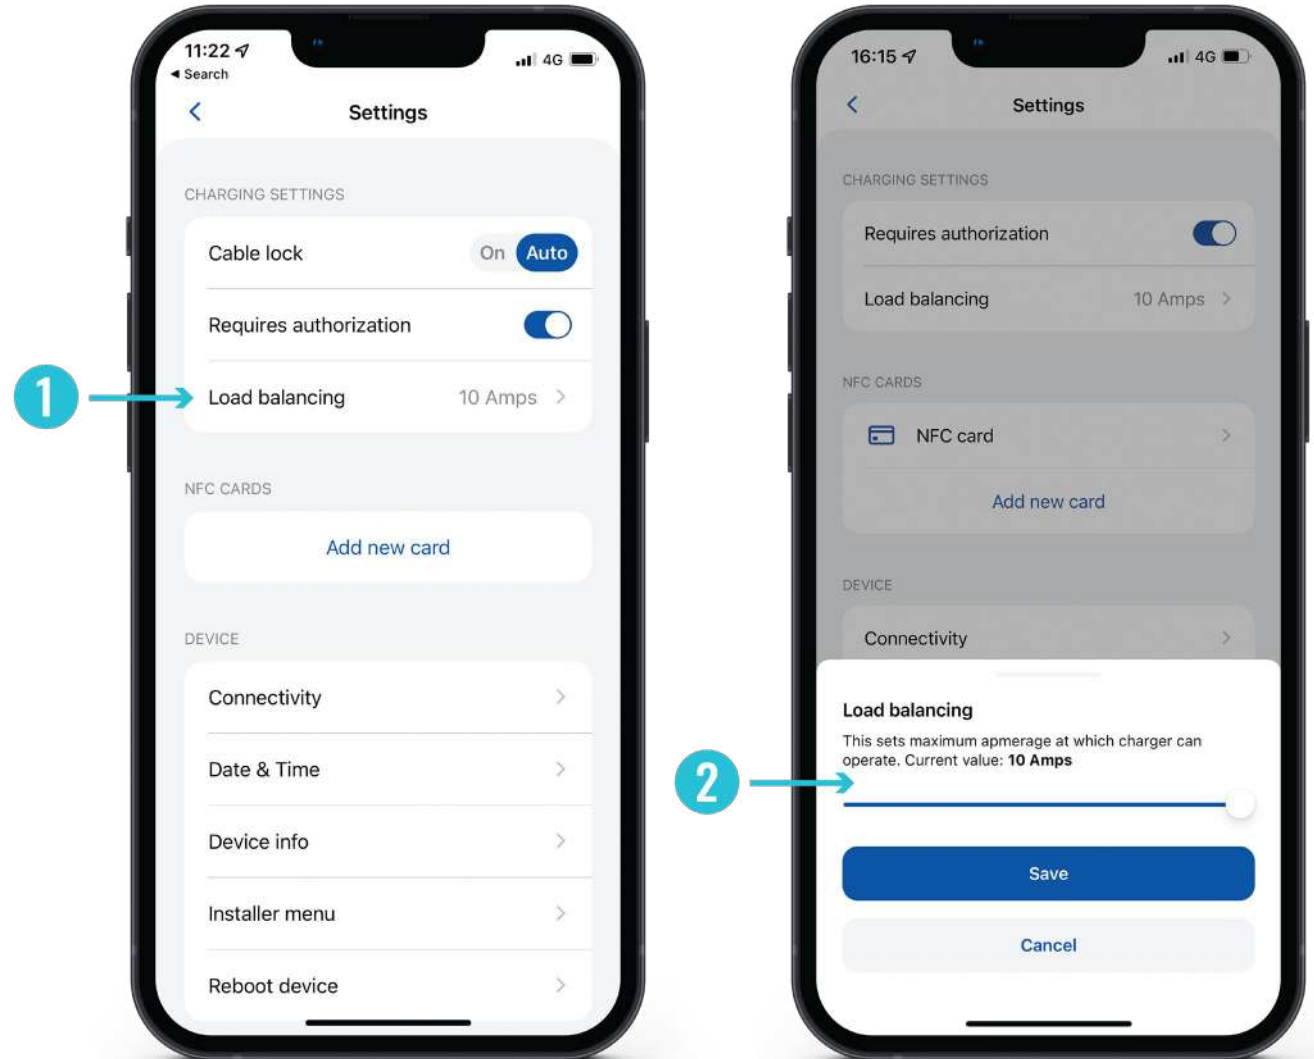 11:22
4G
Search
Settings
CHARGING SETTINGS
Cable lock
On Auto
Requires authorization
Load balancing 10 Amps
NFC CARDS
Add new card
DEVICE
Connectivity
Date & Time
Device info
Installer menu
Reboot device
1
16:15
4G
Settings
CHARGING SETTINGS
Requires authorization
Load balancing 10 Amps
NFC CARDS
NFC card
Add new card
DEVICE
Connectivity
Load balancing
This sets maximum apmerage at which charger can
operate. Current value: 10 Amps
2
Save
Cancel